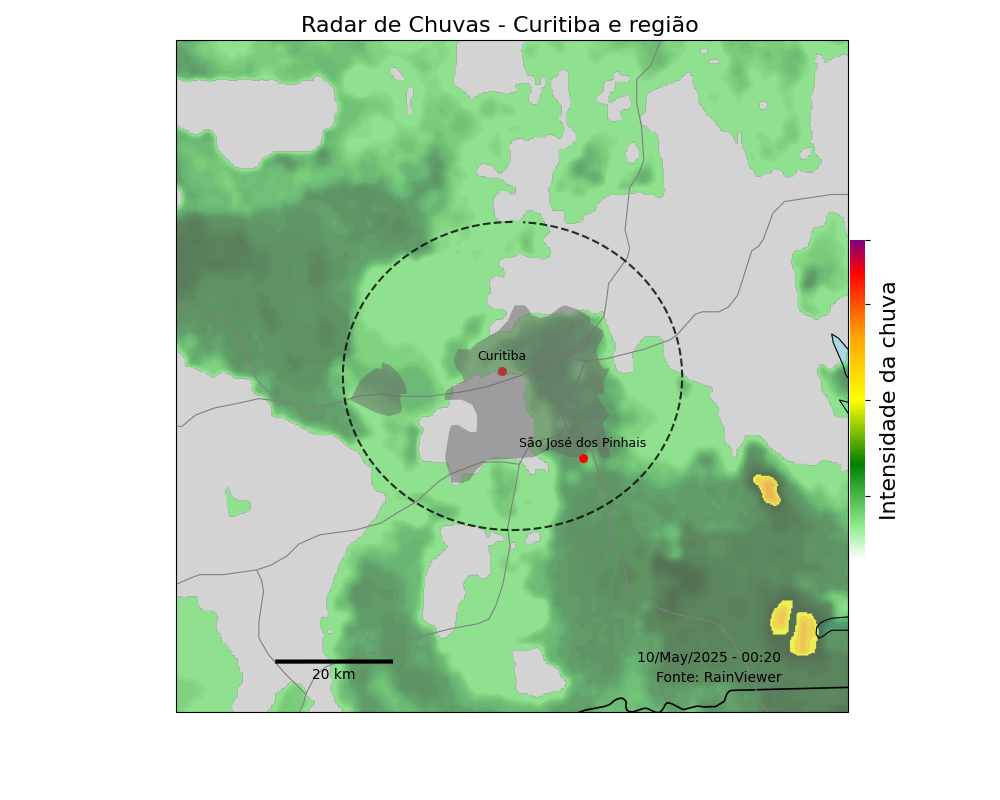 Radar de Chuvas - Curitiba e região
Curitiba
São José dos Pinhais
Intensidade da chuva
20 km
10/May/2025 - 00:20
Fonte: RainViewer